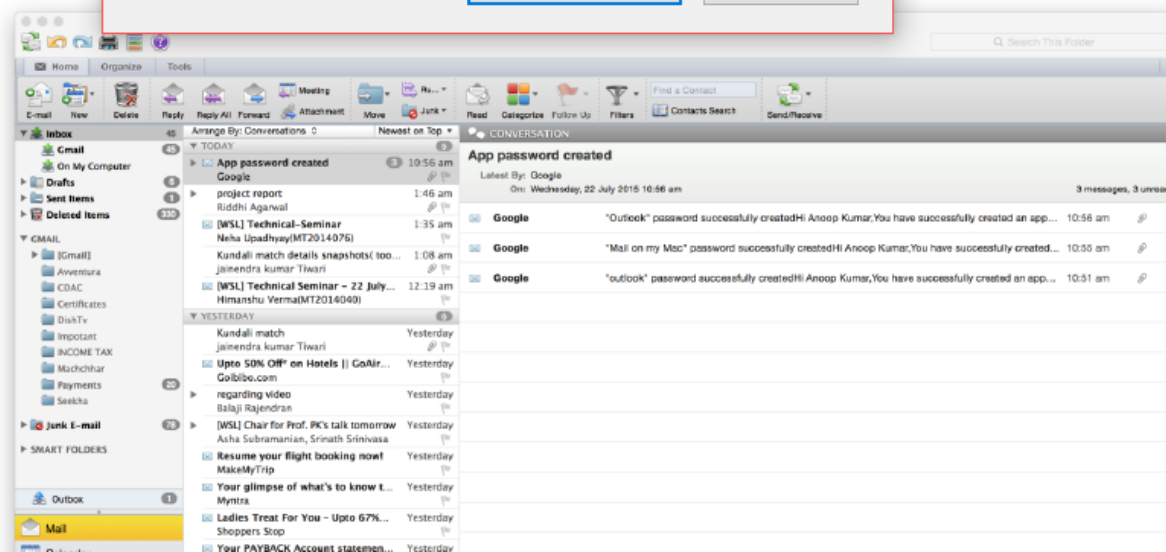 Search This Folder
Home Organize Tools
E-mail New Delete Reply Reply All Forward Meeting Attachment Move Ru... Junk Read Categorize Follow Up Filters Find a Contact Contacts Search Send/Receive
Inbox 45
Gmail 45
On My Computer
Drafts 6
Sent Items 1
Deleted Items 330
GMAIL
[Gmail]
Avventura
CDAC
Certificates
DishTv
Impotant
INCOME TAX
Machchhar
Payments 20
Seekha
Junk E-mail 78
SMART FOLDERS
Outbox 1
Mail
Arrange By: Conversations Newest on Top
TODAY 5
App password created 3 10:56 am
Google
project report 1:46 am
Riddhi Agarwal
[WSL] Technical-Seminar 1:35 am
Neha Upadhyay(MT2014076)
Kundali match details snapshots( too... 1:08 am
jainendra kumar Tiwari
[WSL] Technical Seminar - 22 July... 12:19 am
Himanshu Verma(MT2014040)
YESTERDAY
Kundali match Yesterday
jainendra kumar Tiwari
Upto 50% Off* on Hotels || GoAir... Yesterday
Goibibo.com
regarding video Yesterday
Balaji Rajendran
[WSL] Chair for Prof. PK's talk tomorrow Yesterday
Asha Subramanian, Srinath Srinivasa
Resume your flight booking now! Yesterday
MakeMyTrip
Your glimpse of what's to know t... Yesterday
Myntra
Ladies Treat For You - Upto 67%... Yesterday
Shoppers Stop
Your PAYBACK Account statemen... Yesterday
CONVERSATION
App password created
Latest By: Google
On: Wednesday, 22 July 2015 10:56 am 3 messages, 3 unrea
Google "Outlook" password successfully createdHi Anoop Kumar,You have successfully created an app... 10:56 am
Google "Mail on my Mac" password successfully createdHi Anoop Kumar,You have successfully created... 10:55 am
Google "outlook" password successfully createdHi Anoop Kumar,You have successfully created an app... 10:51 am